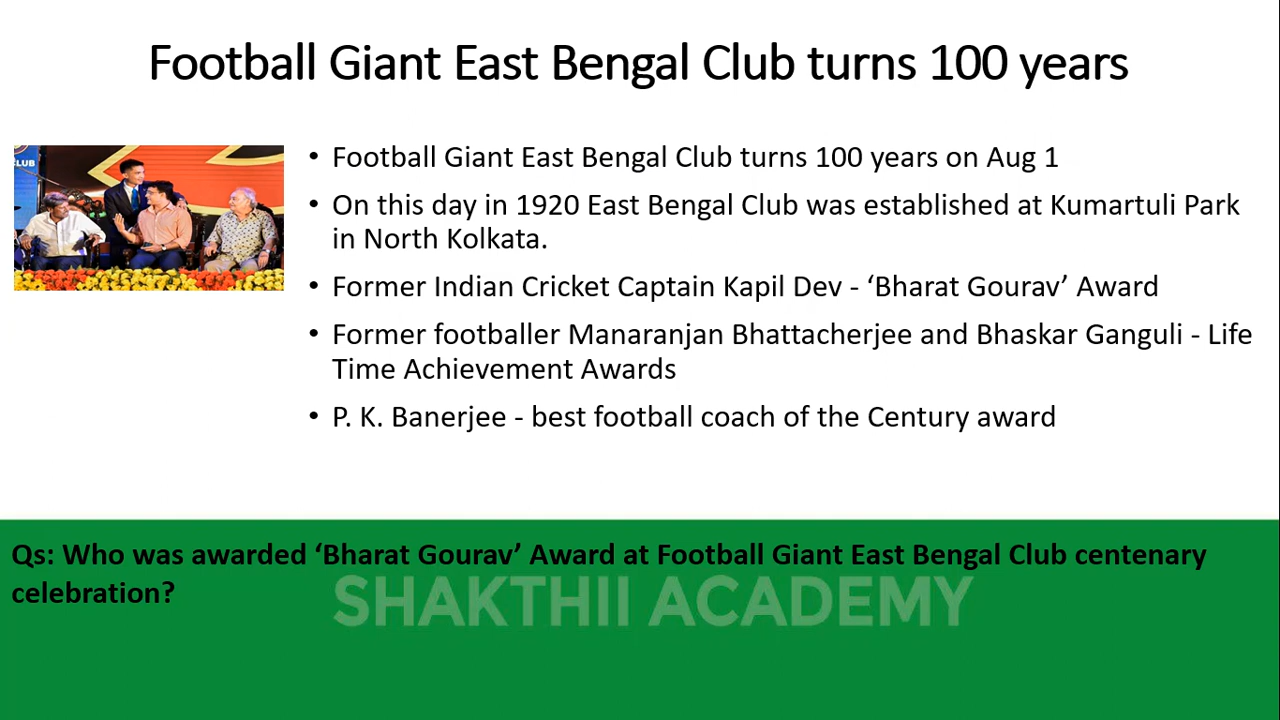 Football Giant East Bengal Club turns 100 years
CLUB
• Football Giant East Bengal Club turns 100 years on Aug 1
• On this day in 1920 East Bengal Club was established at Kumartuli Park
in North Kolkata.
• Former Indian Cricket Captain Kapil Dev - ‘Bharat Gourav’ Award
• Former footballer Manaranjan Bhattacherjee and Bhaskar Ganguli - Life
Time Achievement Awards
• P. K. Banerjee - best football coach of the Century award
Qs: Who was awarded ‘Bharat Gourav’ Award at Football Giant East Bengal Club centenary
celebration?
SHAKTHII ACADEMY